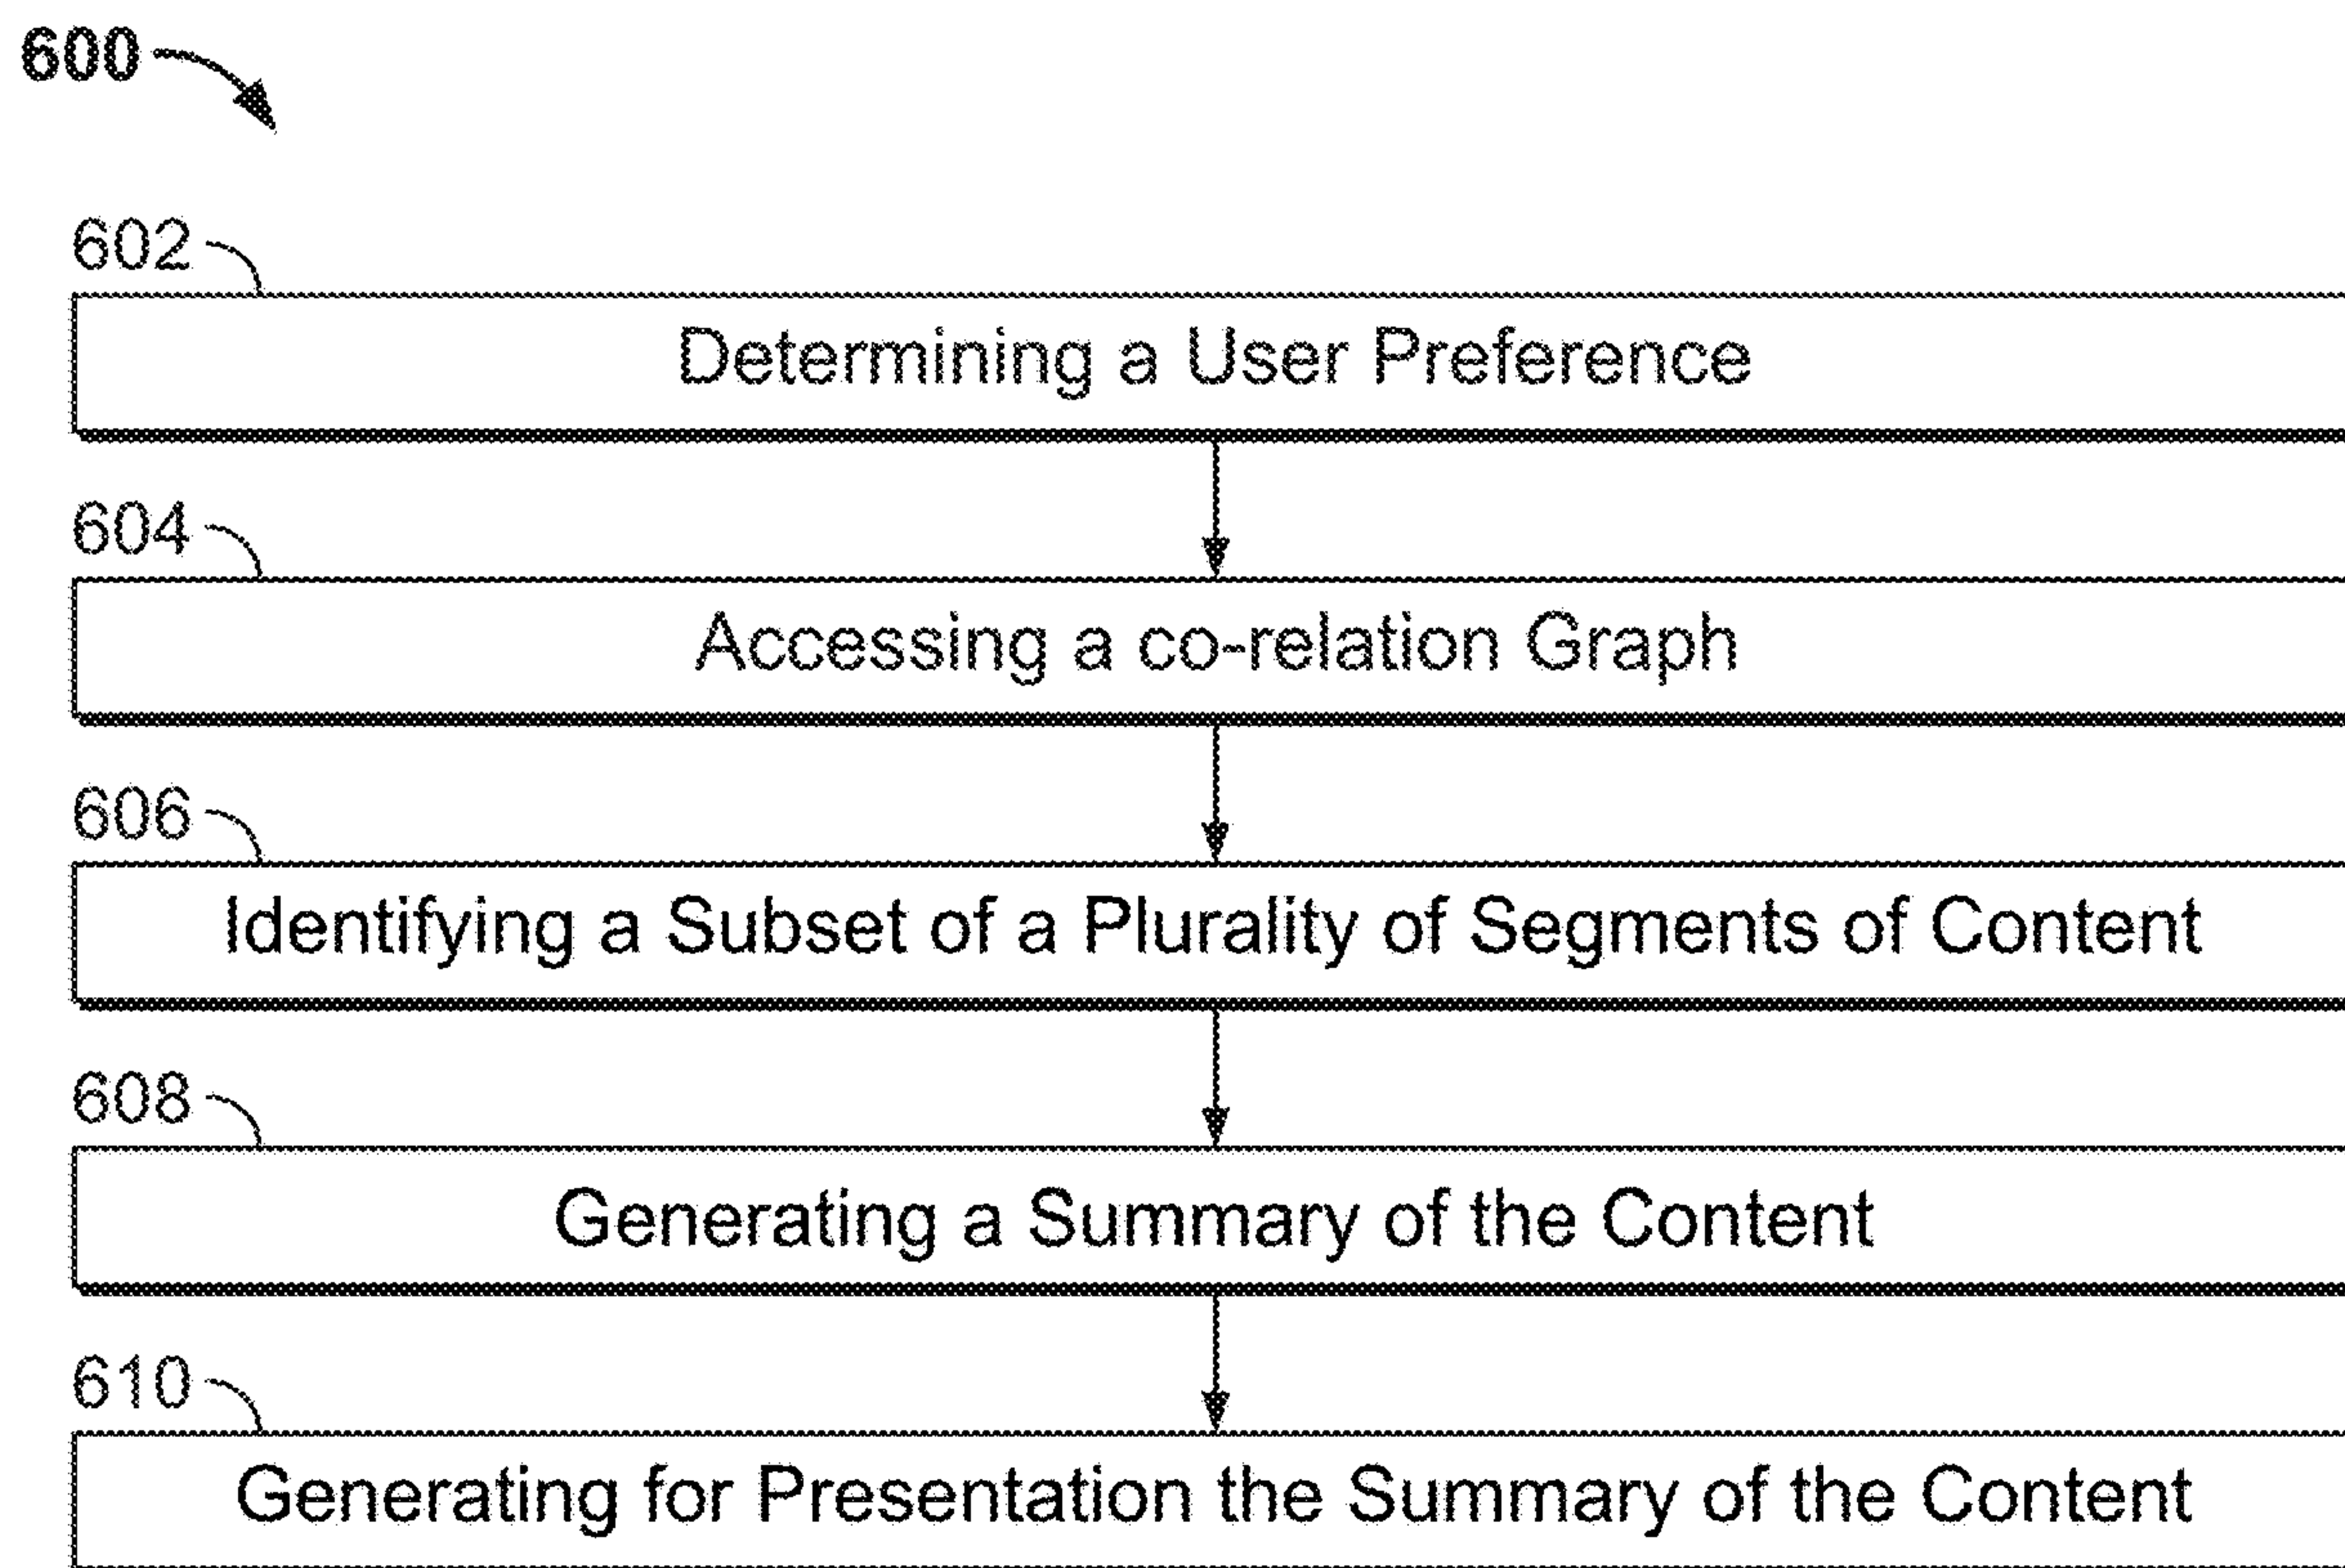 600
602
Determining a User Preference
604
Accessing a co-relation Graph
606
Identifying a Subset of a Plurality of Segments of Content
608
Generating a Summary of the Content
610
Generating for Presentation the Summary of the Content